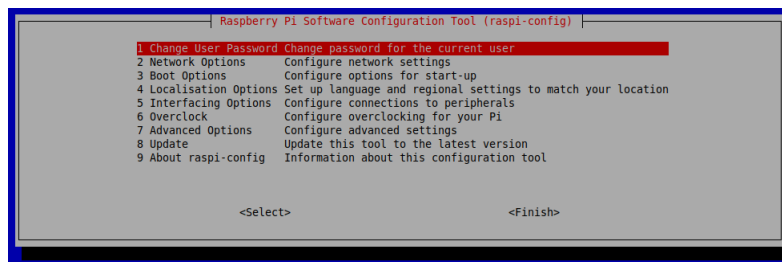 Raspberry Pi Software Configuration Tool (raspi-config)
1 Change User Password Change password for the current user
2 Network Options Configure network settings
3 Boot Options Configure options for start-up
4 Localisation Options Set up language and regional settings to match your location
5 Interfacing Options Configure connections to peripherals
6 Overclock Configure overclocking for your Pi
7 Advanced Options Configure advanced settings
8 Update Update this tool to the latest version
9 About raspi-config Information about this configuration tool
<Select> <Finish>